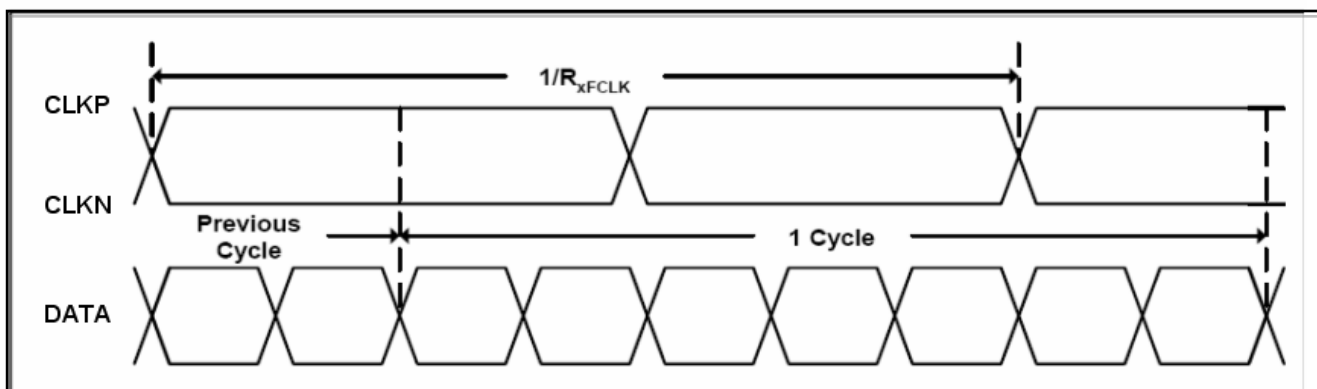 1/RxFCLK
CLKP
CLKN
Previous
Cycle
1 Cycle
DATA